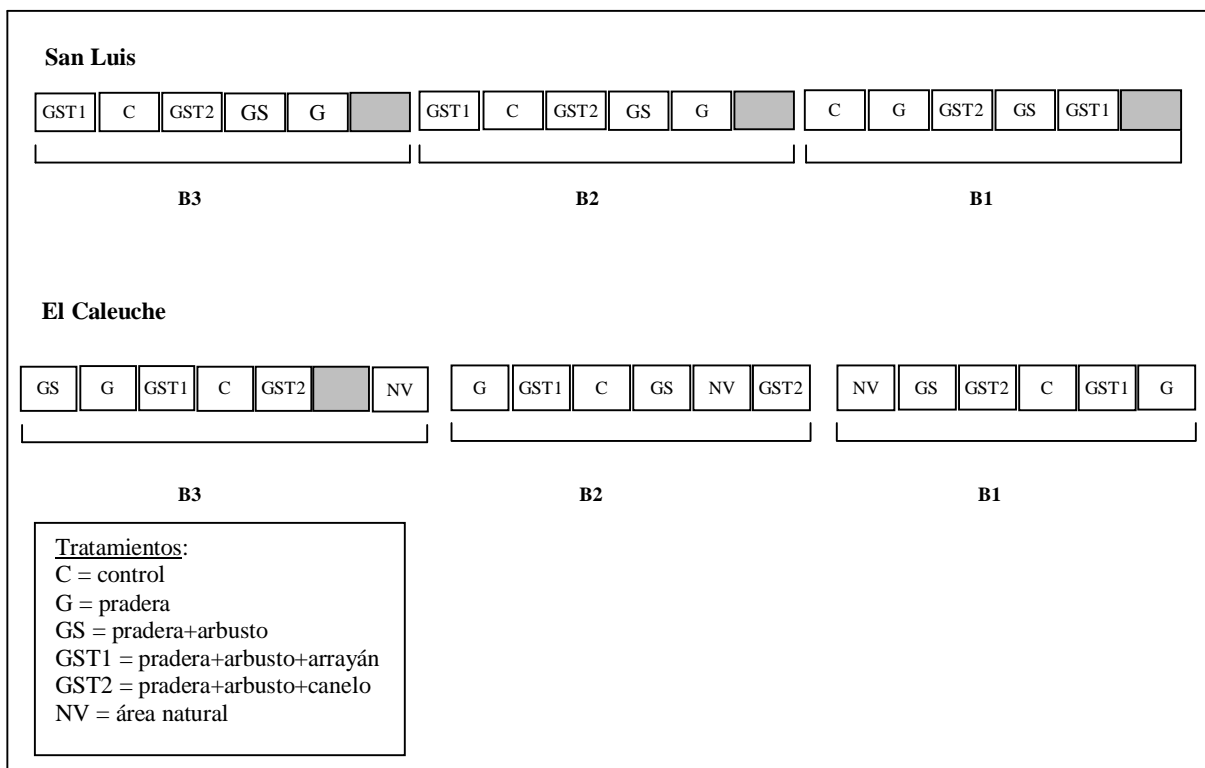 San Luis
GST1 C GST2 GS G GST1 C GST2 GS G C G GST2 GS GST1
B3 B2 B1
El Caleuche
GS G GST1 C GST2 NV G GST1 C GS NV GST2 NV GS GST2 C GST1 G
B3 B2 B1
Tratamientos:
C = control
G = pradera
GS = pradera+arbusto
GST1 = pradera+arbusto+arrayán
GST2 = pradera+arbusto+canelo
NV = área natural